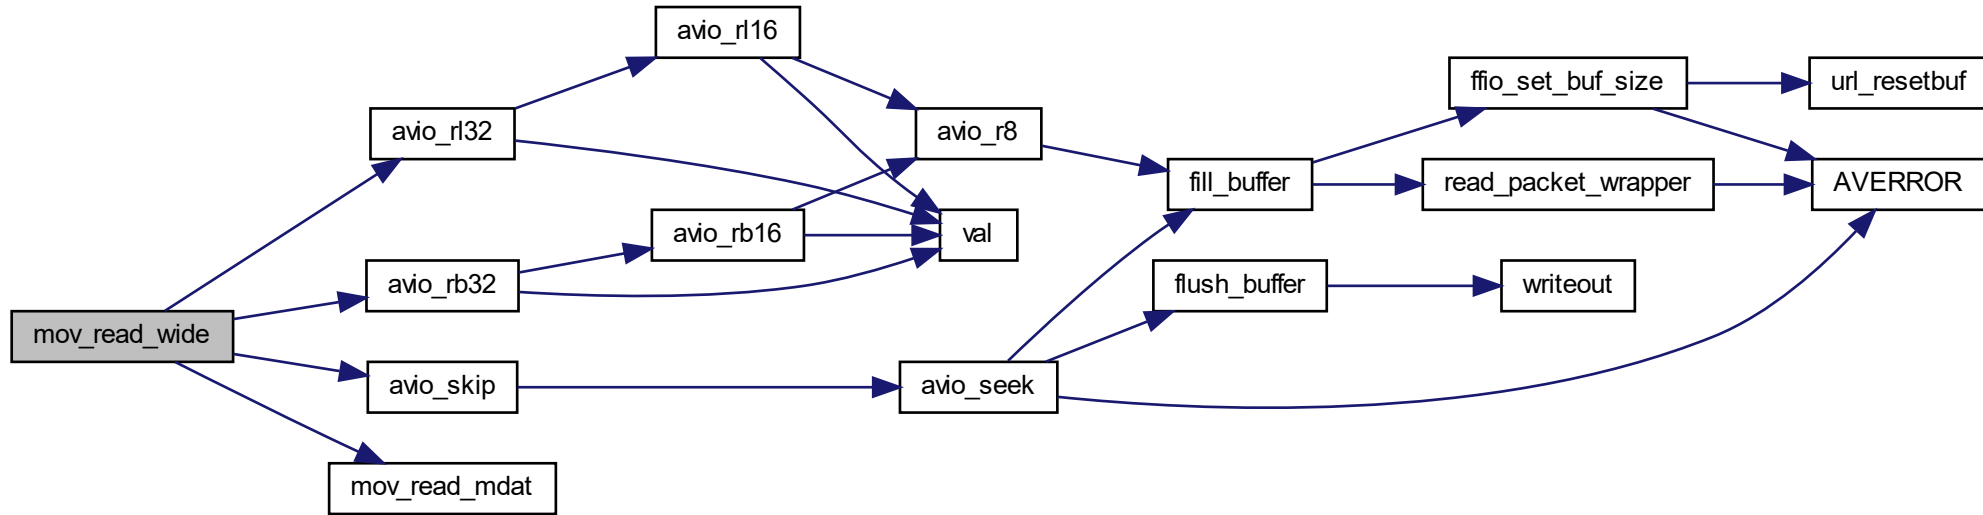 mov_read_wide
avio_rl32
avio_rb32
avio_skip
mov_read_mdat
avio_rl16
avio_rb16
avio_r8
val
avio_seek
fill_buffer
flush_buffer
ffio_set_buf_size
read_packet_wrapper
writeout
url_resetbuf
AVERROR